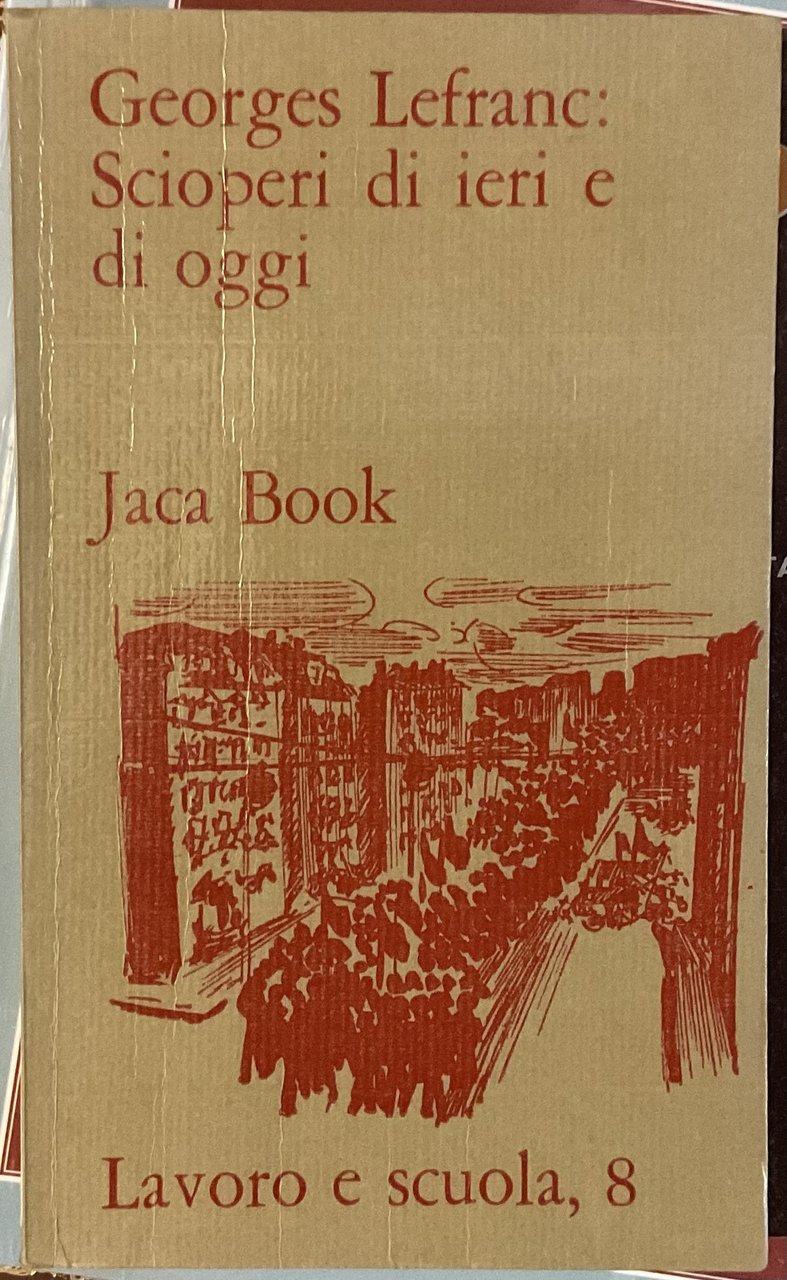 Georges Lefranc:
Scioperi di ieri e
di oggi
Jaca Book
Lavoro e scuola, 8